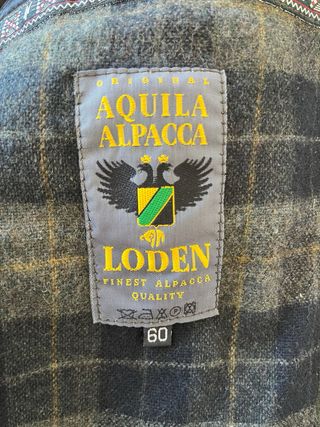 ORIGINAL
AQUILA
ALPACCA
LODEN
FINEST ALPACCA
QUALITY
60